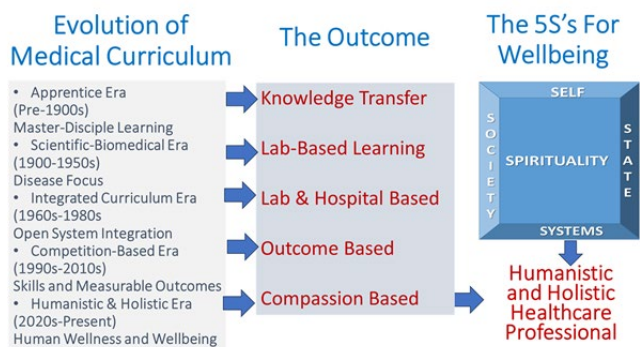 Evolution of
Medical Curriculum
• Apprentice Era
(Pre-1900s)
Master-Disciple Learning
• Scientific-Biomedical Era
(1900-1950s)
Disease Focus
• Integrated Curriculum Era
(1960s-1980s
Open System Integration
• Competition-Based Era
(1990s-2010s)
Skills and Measurable Outcomes
• Humanistic & Holistic Era
(2020s-Present)
Human Wellness and Wellbeing
The Outcome
Knowledge Transfer
Lab-Based Learning
Lab & Hospital Based
Outcome Based
Compassion Based
The 5S's For
Wellbeing
SELF
SOCIETY
SPIRITUALITY
STATE
SYSTEMS
Humanistic
and Holistic
Healthcare
Professional